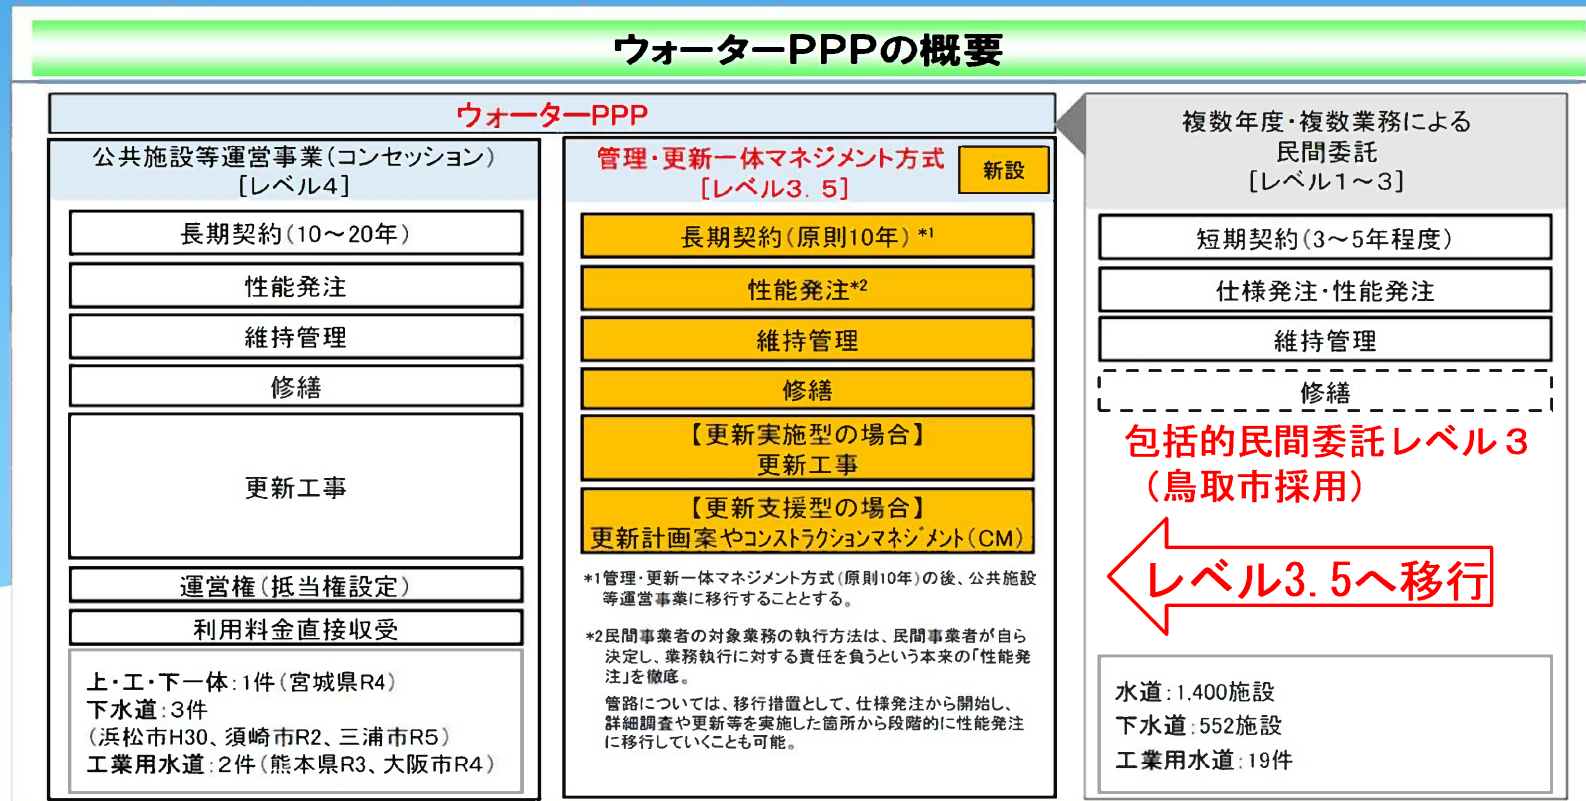 ウォーターPPPの概要
ウォーターPPP
公共施設等運営事業(コンセッション)
[レベル4]
長期契約(10～20年)
性能発注
維持管理
修繕
更新工事
運営権(抵当権設定)
利用料金直接収受
上・工・下一体:1件(宮城県R4)
下水道:3件
(浜松市H30、須崎市R2、三浦市R5)
工業用水道:2件(熊本県R3、大阪市R4)
管理・更新一体マネジメント方式
[レベル3.5]
新設
長期契約(原則10年)*1
性能発注*2
維持管理
修繕
【更新実施型の場合】
更新工事
【更新支援型の場合】
更新計画案やコンストラクションマネジメント(CM)
*1管理・更新一体マネジメント方式(原則10年)の後、公共施設
等運営事業に移行することとする。
*2民間事業者の対象業務の執行方法は、民間事業者が自ら
決定し、業務執行に対する責任を負うという本来の「性能発
注」を徹底。
管路については、移行措置として、仕様発注から開始し、
詳細調査や更新等を実施した箇所から段階的に性能発注
に移行していくことも可能。
複数年度・複数業務による
民間委託
[レベル1～3]
短期契約(3～5年程度)
仕様発注・性能発注
維持管理
修繕
包括的民間委託レベル３
（鳥取市採用）
レベル3.5へ移行
水道:1,400施設
下水道:552施設
工業用水道:19件